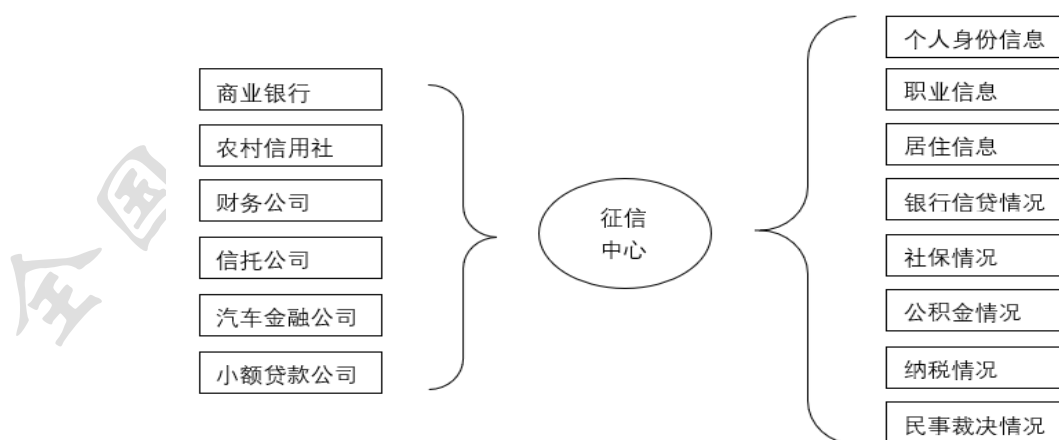 商业银行
农村信用社
财务公司
信托公司
汽车金融公司
小额贷款公司
征信
中心
个人身份信息
职业信息
居住信息
银行信贷情况
社保情况
公积金情况
纳税情况
民事裁决情况
全国